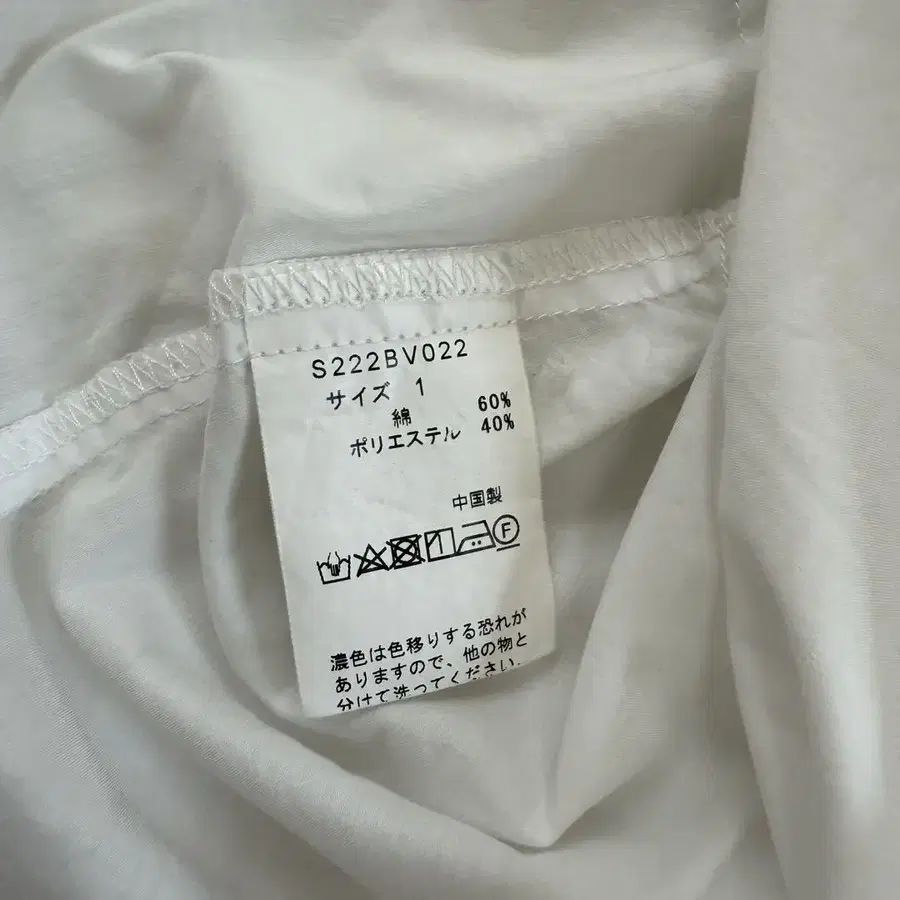 S222BV022
サイズ 1
綿 60%
ポリエステル 40%
中国製
F
濃色は色移りする恐れが
ありますので、他の物と
分けて洗ってください。